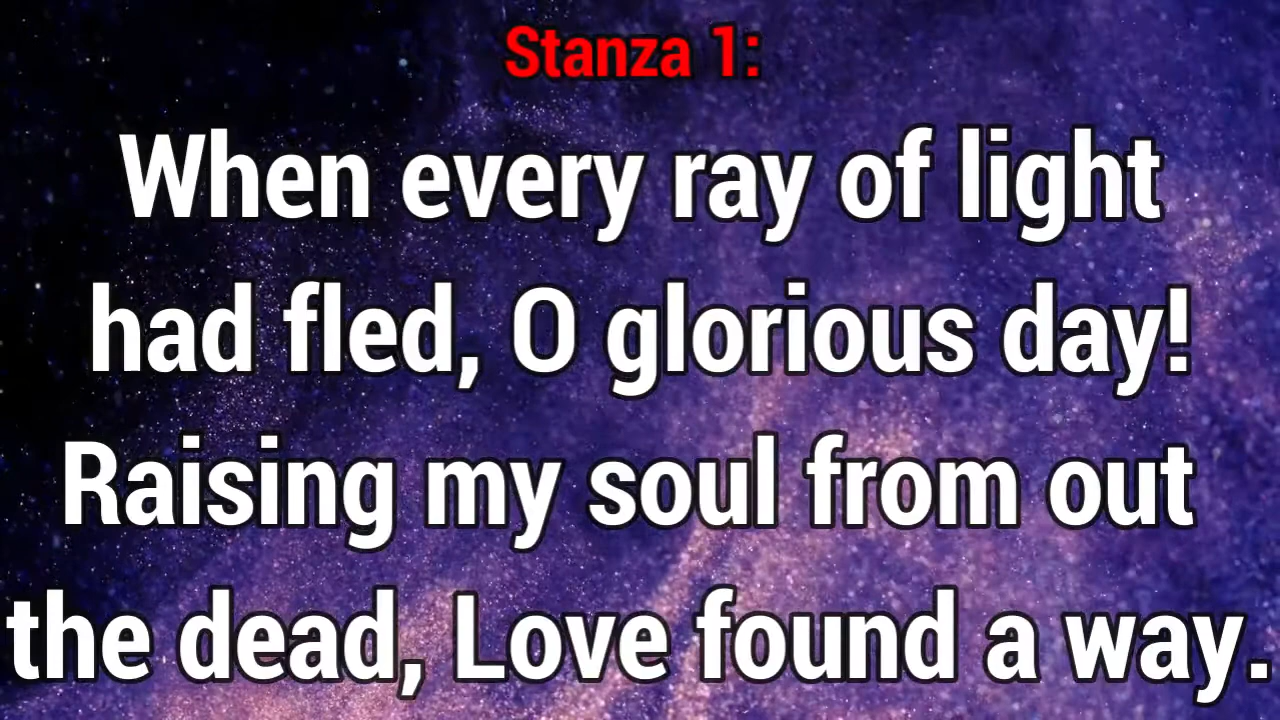 Stanza 1:
When every ray of light
had fled, O glorious day!
Raising my soul from out
the dead, Love found a way.